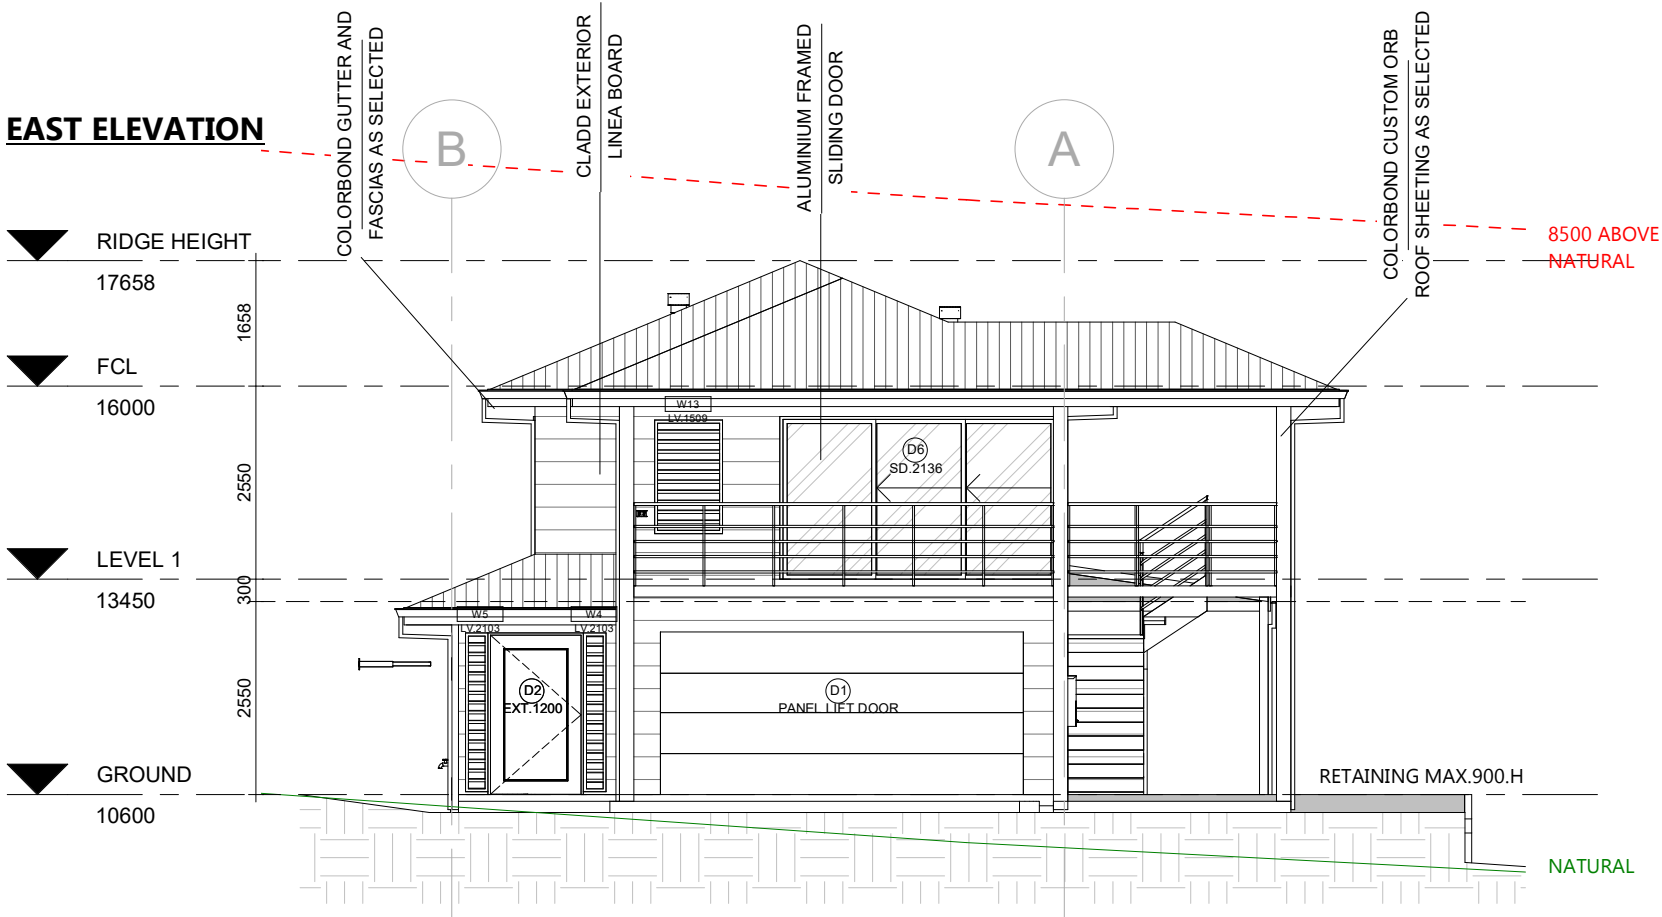 EAST ELEVATION
COLORBOND GUTTER AND
FASCIAS AS SELECTED
B
CLADD EXTERIOR
LINEA BOARD
ALUMINIUM FRAMED
SLIDING DOOR
A
COLORBOND CUSTOM ORB
ROOF SHEETING AS SELECTED
8500 ABOVE
NATURAL
RIDGE HEIGHT
17658
1658
FCL
16000
2550
LEVEL 1
13450
300
2550
GROUND
10600
W13
LV.1509
D6
SD.2136
W5
LV.2103
W4
LV.2103
D2
EXT.1200
D1
PANEL LIFT DOOR
RETAINING MAX.900.H
NATURAL